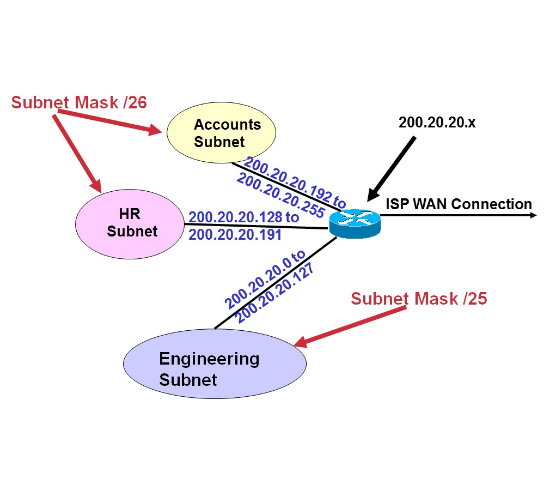 Subnet Mask /26
Accounts
Subnet
200.20.20.x
200.20.20.192 to
200.20.20.255
ISP WAN Connection
HR
Subnet
200.20.20.128 to
200.20.20.191
200.20.20.0 to
200.20.20.127
Subnet Mask /25
Engineering
Subnet